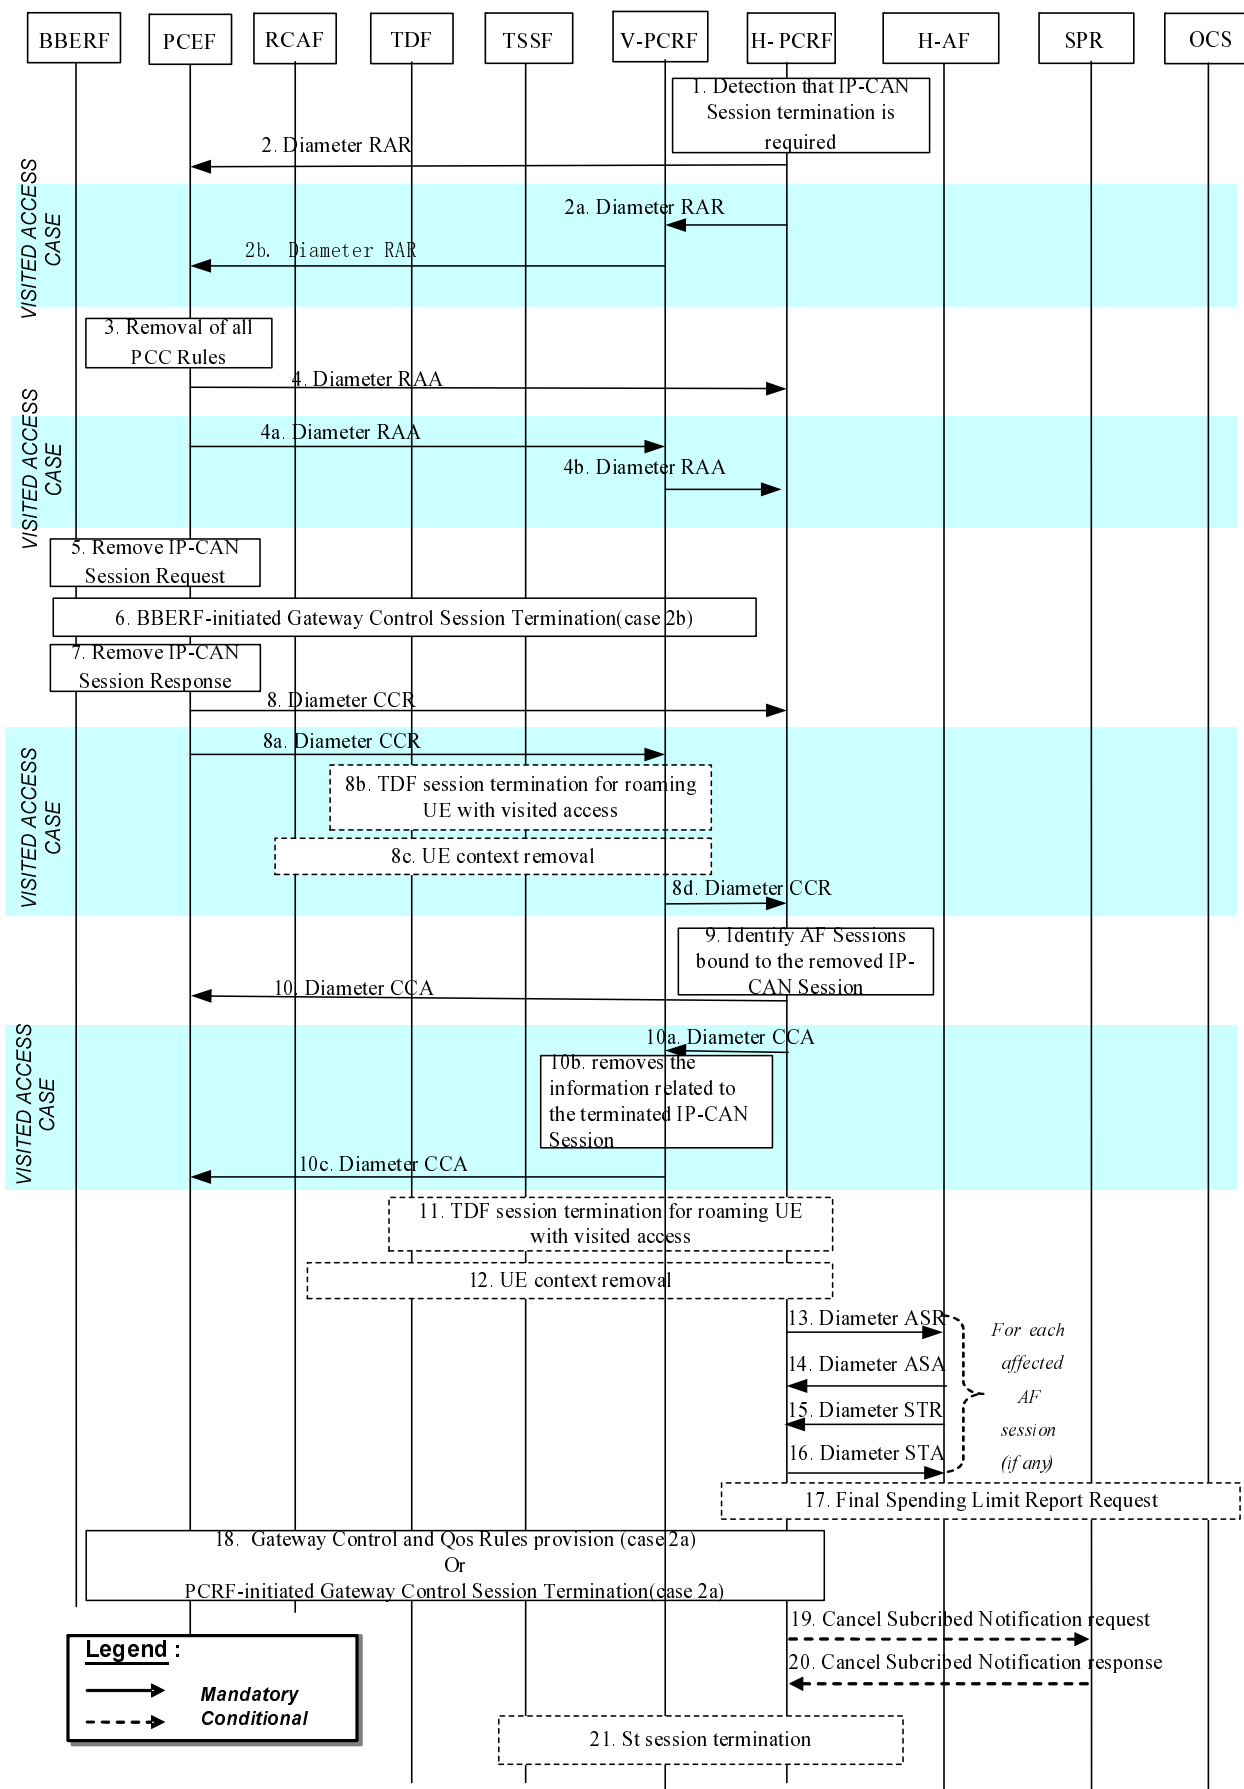 BBERF
PCEF
RCAF
TDF
TSSF
V-PCRF
H- PCRF
H-AF
SPR
OCS
1. Detection that IP-CAN
Session termination is
required
2. Diameter RAR
VISITED ACCESS
CASE
2a. Diameter RAR
2b. Diameter RAR
3. Removal of all
PCC Rules
4. Diameter RAA
VISITED ACCESS
CASE
4a. Diameter RAA
4b. Diameter RAA
5. Remove IP-CAN
Session Request
6. BBERF-initiated Gateway Control Session Termination(case 2b)
7. Remove IP-CAN
Session Response
8. Diameter CCR
VISITED ACCESS
CASE
8a. Diameter CCR
8b. TDF session termination for roaming
UE with visited access
8c. UE context removal
8d. Diameter CCR
9. Identify AF Sessions
bound to the removed IP-
CAN Session
10. Diameter CCA
VISITED ACCESS
CASE
10a. Diameter CCA
10b. removes the
information related to
the terminated IP-CAN
Session
10c. Diameter CCA
11. TDF session termination for roaming UE
with visited access
12. UE context removal
13. Diameter ASR
14. Diameter ASA
15. Diameter STR
16. Diameter STA
For each
affected
AF
session
(if any)
17. Final Spending Limit Report Request
18. Gateway Control and Qos Rules provision (case 2a)
Or
PCRF-initiated Gateway Control Session Termination(case 2a)
19. Cancel Subcribed Notification request
20. Cancel Subcribed Notification response
Legend :
Mandatory
Conditional
21. St session termination